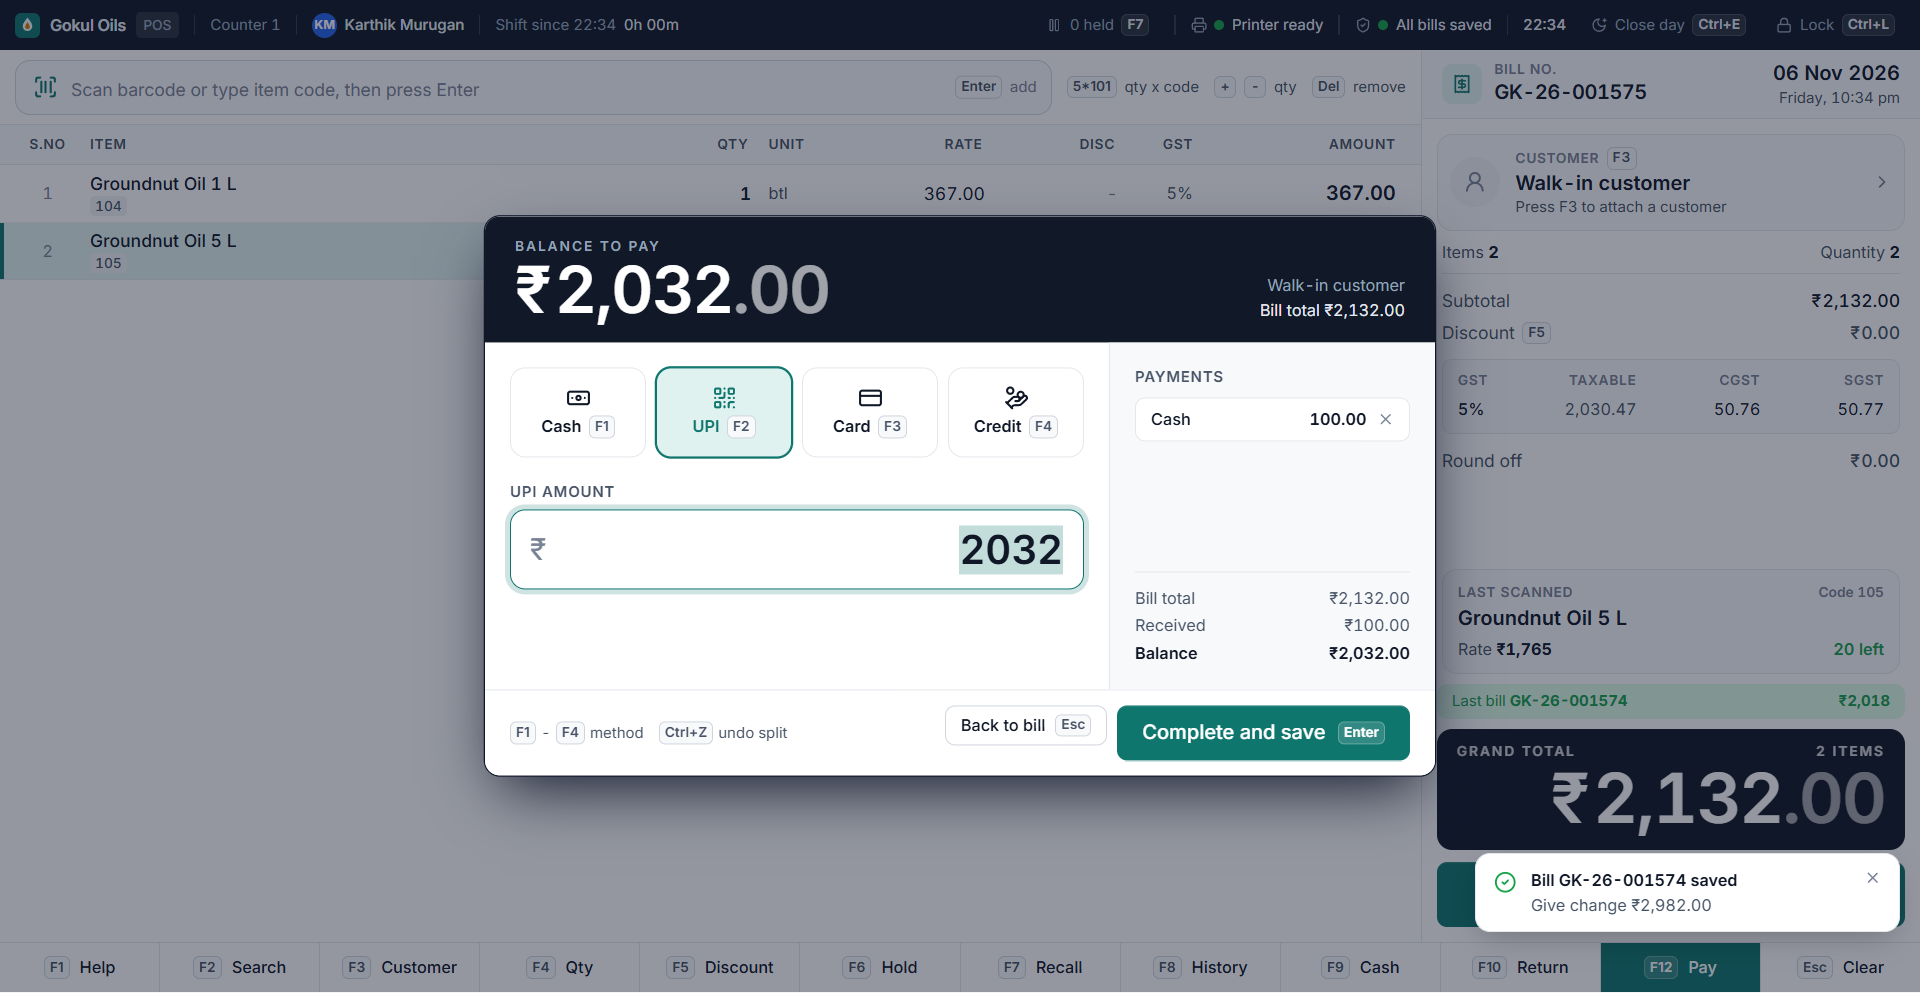 Gokul Oils POS Counter 1 KM Karthik Murugan Shift since 22:34 0h 00m 0 held F7 Printer ready All bills saved 22:34 Close day Ctrl+E Lock Ctrl+L
Scan barcode or type item code, then press Enter Enter add 5*101 qty x code + - qty Del remove
BILL NO.
GK-26-001575
06 Nov 2026
Friday, 10:34 pm
S.NO ITEM QTY UNIT RATE DISC GST AMOUNT
1 Groundnut Oil 1 L 1 btl 367.00 - 5% 367.00
104
2 Groundnut Oil 5 L
105
CUSTOMER F3
Walk-in customer
Press F3 to attach a customer
Items 2 Quantity 2
Subtotal ₹2,132.00
Discount F5 ₹0.00
GST TAXABLE CGST SGST
5% 2,030.47 50.76 50.77
Round off ₹0.00
LAST SCANNED Code 105
Groundnut Oil 5 L
Rate ₹1,765 20 left
Last bill GK-26-001574 ₹2,018
GRAND TOTAL 2 ITEMS
₹2,132.00
BALANCE TO PAY
₹2,032.00
Walk-in customer
Bill total ₹2,132.00
Cash F1 UPI F2 Card F3 Credit F4
UPI AMOUNT
₹ 2032
PAYMENTS
Cash 100.00
Bill total ₹2,132.00
Received ₹100.00
Balance ₹2,032.00
F1 - F4 method Ctrl+Z undo split Back to bill Esc Complete and save Enter
Bill GK-26-001574 saved
Give change ₹2,982.00
F1 Help F2 Search F3 Customer F4 Qty F5 Discount F6 Hold F7 Recall F8 History F9 Cash F10 Return F12 Pay Esc Clear